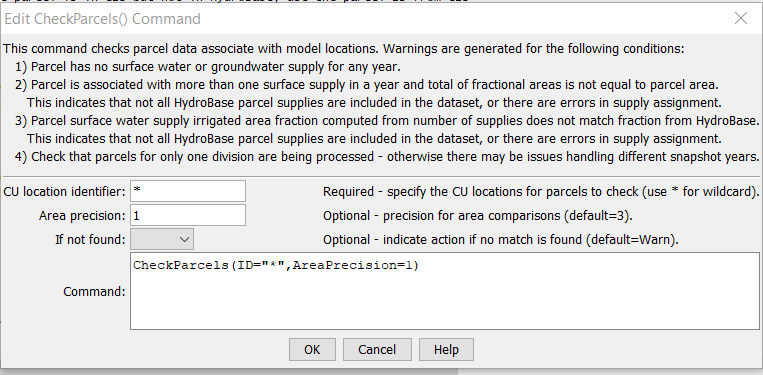 Edit CheckParcels() Command
This command checks parcel data associate with model locations. Warnings are generated for the following conditions:
1) Parcel has no surface water or groundwater supply for any year.
2) Parcel is associated with more than one surface supply in a year and total of fractional areas is not equal to parcel area.
This indicates that not all HydroBase parcel supplies are included in the dataset, or there are errors in supply assignment.
3) Parcel surface water supply irrigated area fraction computed from number of supplies does not match fraction from HydroBase.
This indicates that not all HydroBase parcel supplies are included in the dataset, or there are errors in supply assignment.
4) Check that parcels for only one division are being processed - otherwise there may be issues handling different snapshot years.
CU location identifier: * Required - specify the CU locations for parcels to check (use * for wildcard).
Area precision: 1 Optional - precision for area comparisons (default=3).
If not found: Optional - indicate action if no match is found (default=Warn).
CheckParcels(ID="*",AreaPrecision=1)
Command:
OK Cancel Help